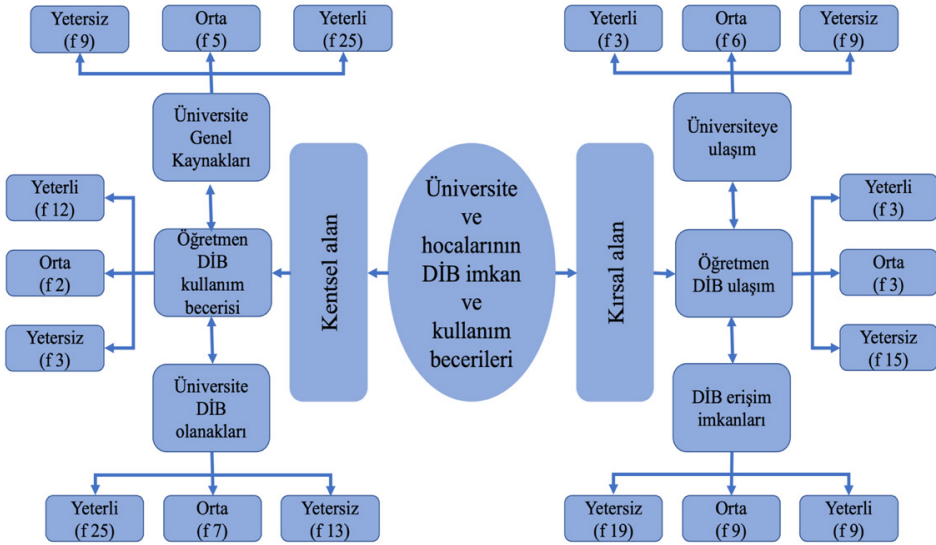 Yetersiz
(f 9)
Orta
(f 5)
Yeterli
(f 25)
Üniversite
Genel
Kaynakları
Yeterli
(f 12)
Orta
(f 2)
Yetersiz
(f 3)
Öğretmen
DİB
kullanım
becerisi
Üniversite
DİB
olanakları
Yeterli
(f 25)
Orta
(f 7)
Yetersiz
(f 13)
Kentsel alan
Üniversite
ve
hocalarının
DİB imkan
ve
kullanım
becerileri
Kırsal alan
Yeterli
(f 3)
Orta
(f 6)
Yetersiz
(f 9)
Üniversiteye
ulaşım
Öğretmen
DİB ulaşım
Yeterli
(f 3)
Orta
(f 3)
Yetersiz
(f 15)
DİB erişim
imkanları
Yetersiz
(f 19)
Orta
(f 9)
Yeterli
(f 9)